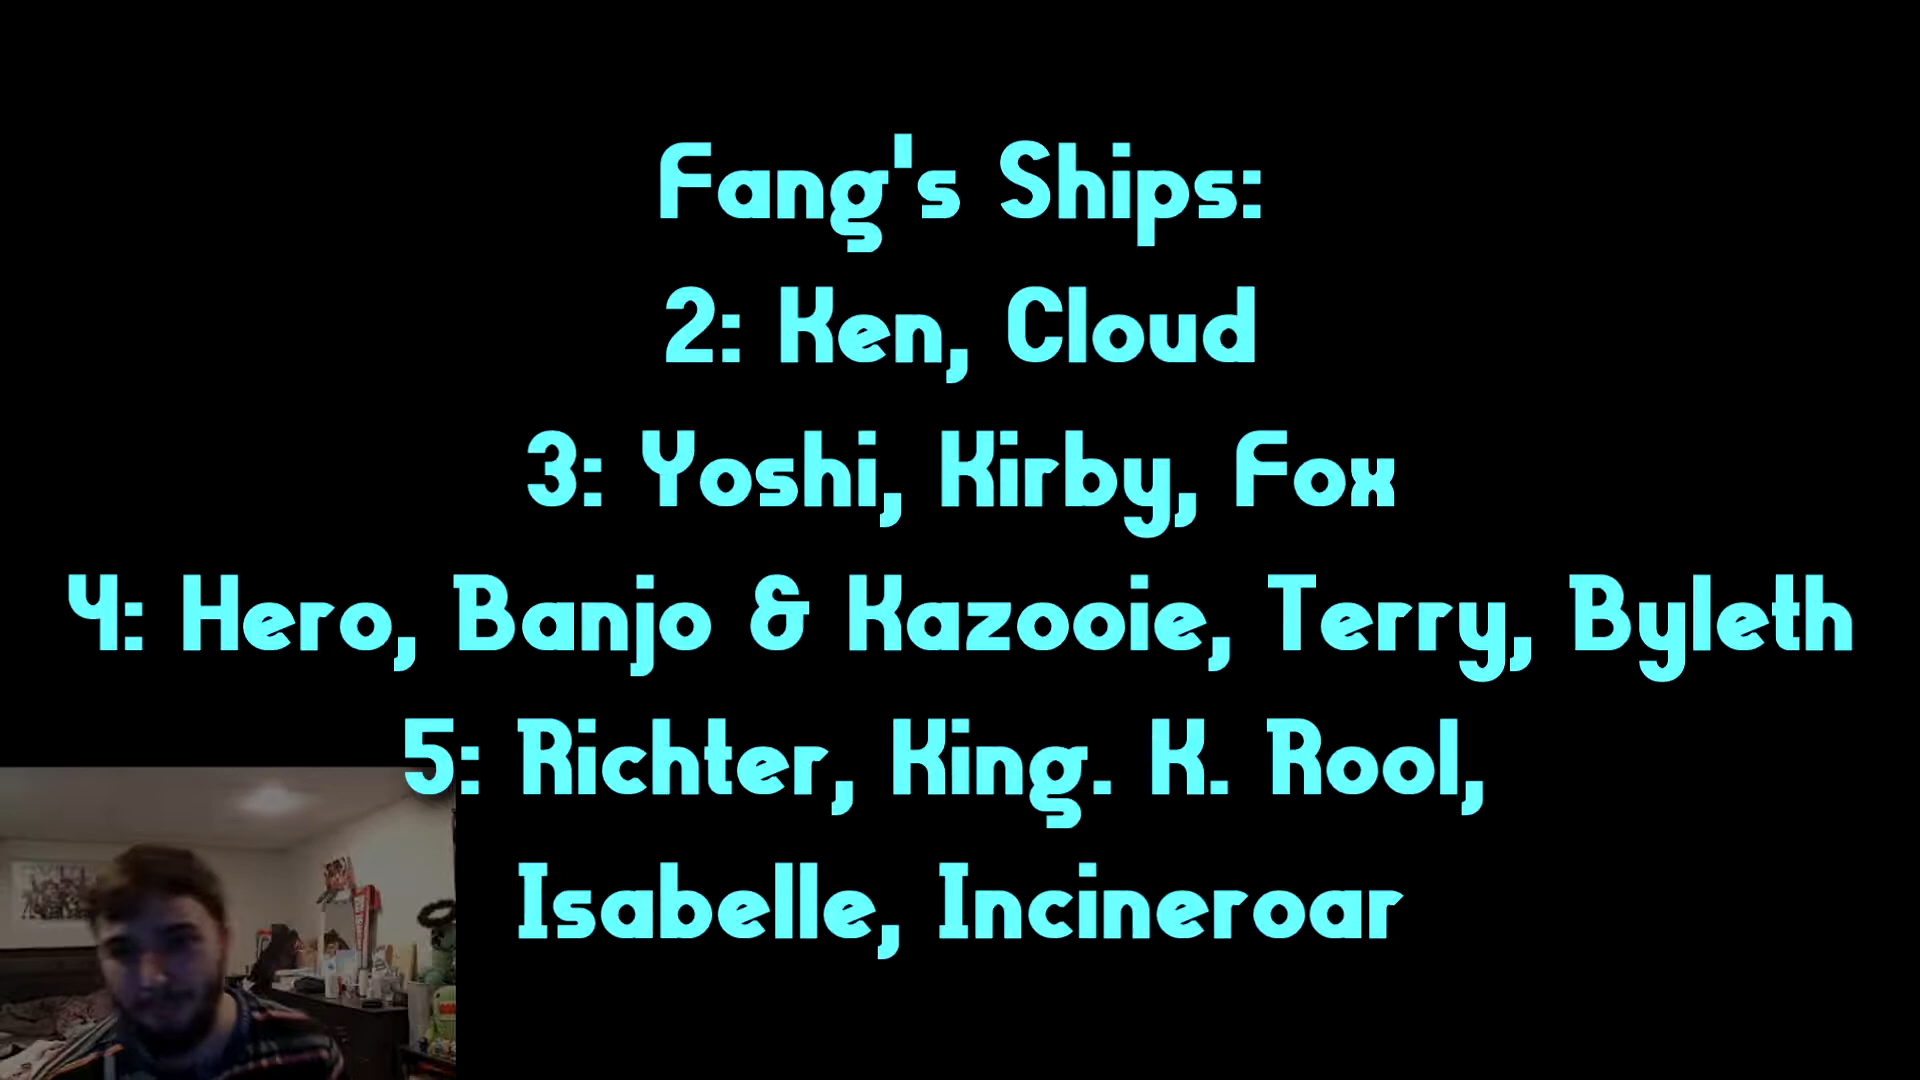 Fang's Ships:
2: Ken, Cloud
3: Yoshi, Kirby, Fox
4: Hero, Banjo & Kazooie, Terry, Byleth
5: Richter, King. K. Rool,
Isabelle, Incineroar